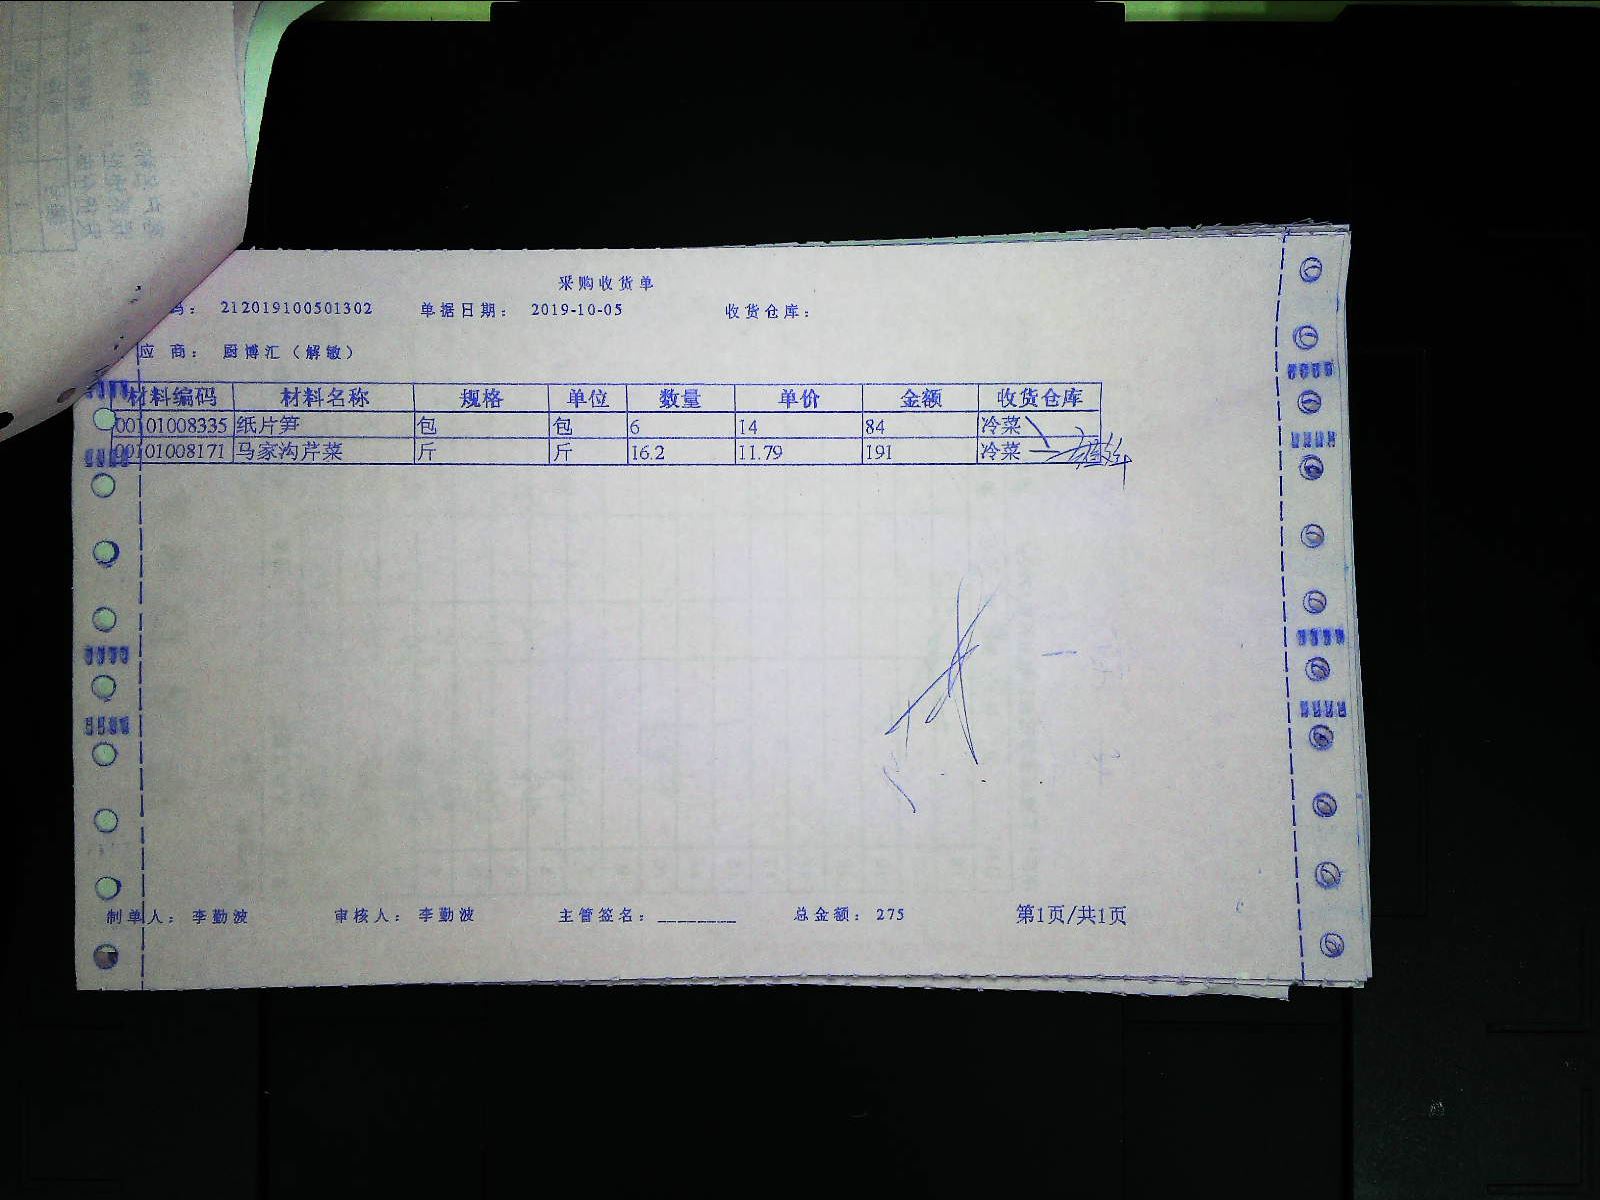 采购收货单
码： 212019100501302 单据日期： 2019-10-05 收货仓库：
应 商： 厨博汇（解敏）
材料编码 材料名称 规格 单位 数量 单价 金额 收货仓库
00101008335 纸片笋 包 包 6 14 84 冷菜
00101008171 马家沟芹菜 斤 斤 16.2 11.79 191 冷菜
制单人： 李勤波 审核人： 李勤波 主管签名：________ 总金额： 275 第1页/共1页